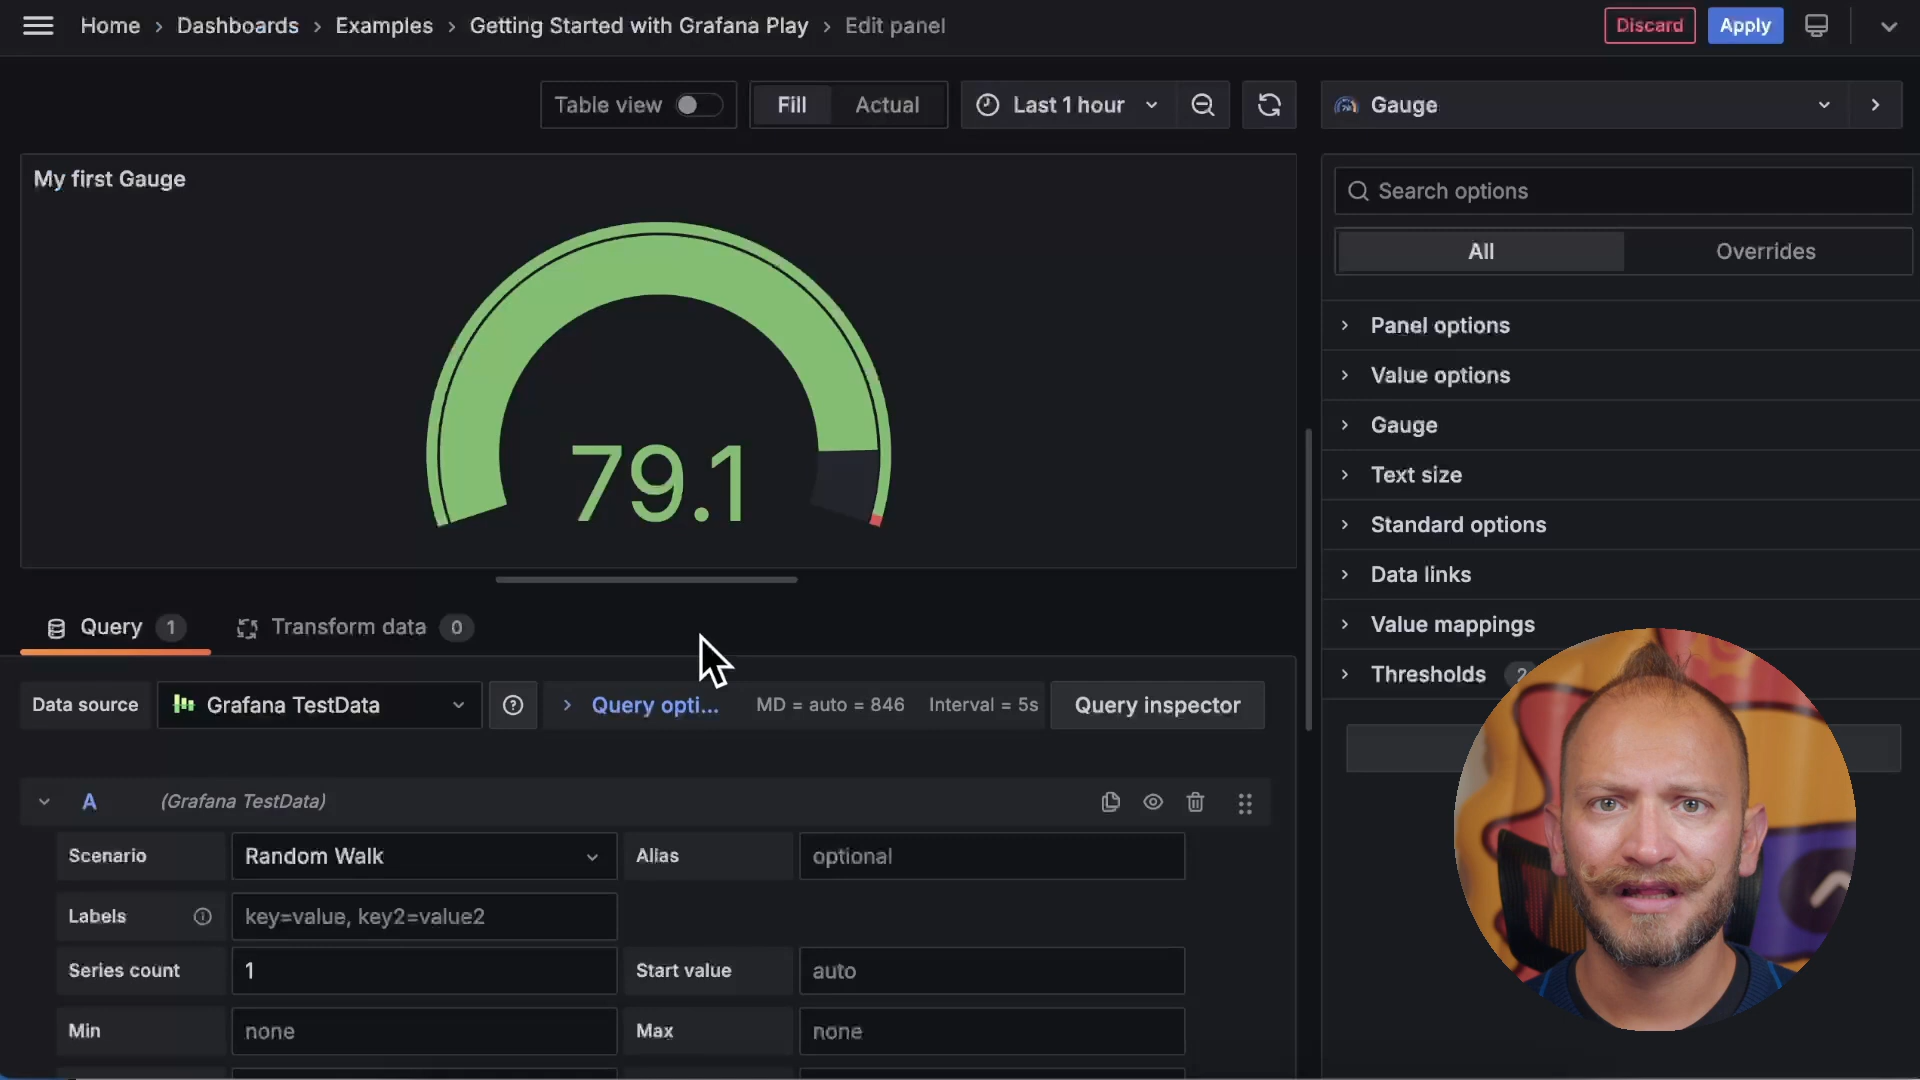 Home › Dashboards › Examples › Getting Started with Grafana Play › Edit panel
Discard
Apply
Table view
Fill
Actual
Last 1 hour
Gauge
My first Gauge
79.1
Search options
All
Overrides
Panel options
Value options
Gauge
Text size
Standard options
Data links
Value mappings
Thresholds 2
Query 1
Transform data 0
Data source
Grafana TestData
Query opti...
MD = auto = 846
Interval = 5s
Query inspector
A
(Grafana TestData)
Scenario
Random Walk
Alias
optional
Labels
key=value, key2=value2
Series count
1
Start value
auto
Min
none
Max
none